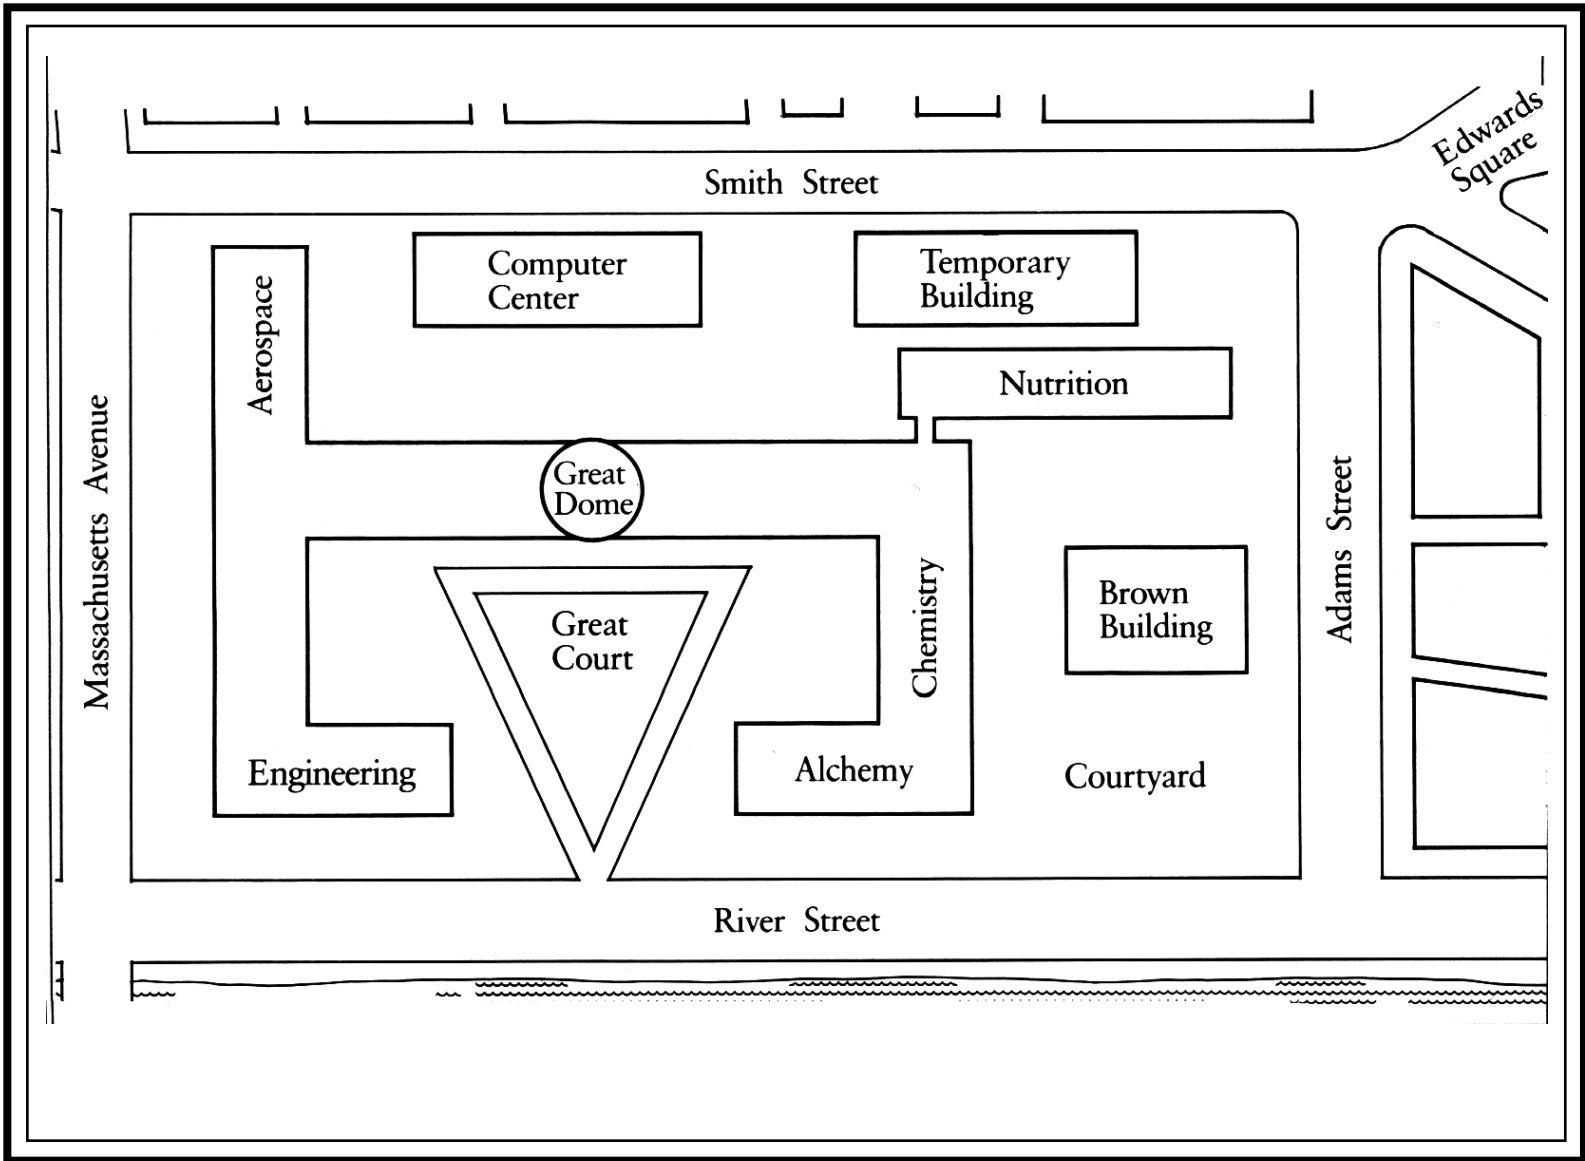 Edwards
Square
Smith Street
Computer
Center
Temporary
Building
Aerospace
Nutrition
Massachusetts Avenue
Great
Dome
Adams Street
Chemistry
Brown
Building
Great
Court
Engineering
Alchemy
Courtyard
River Street